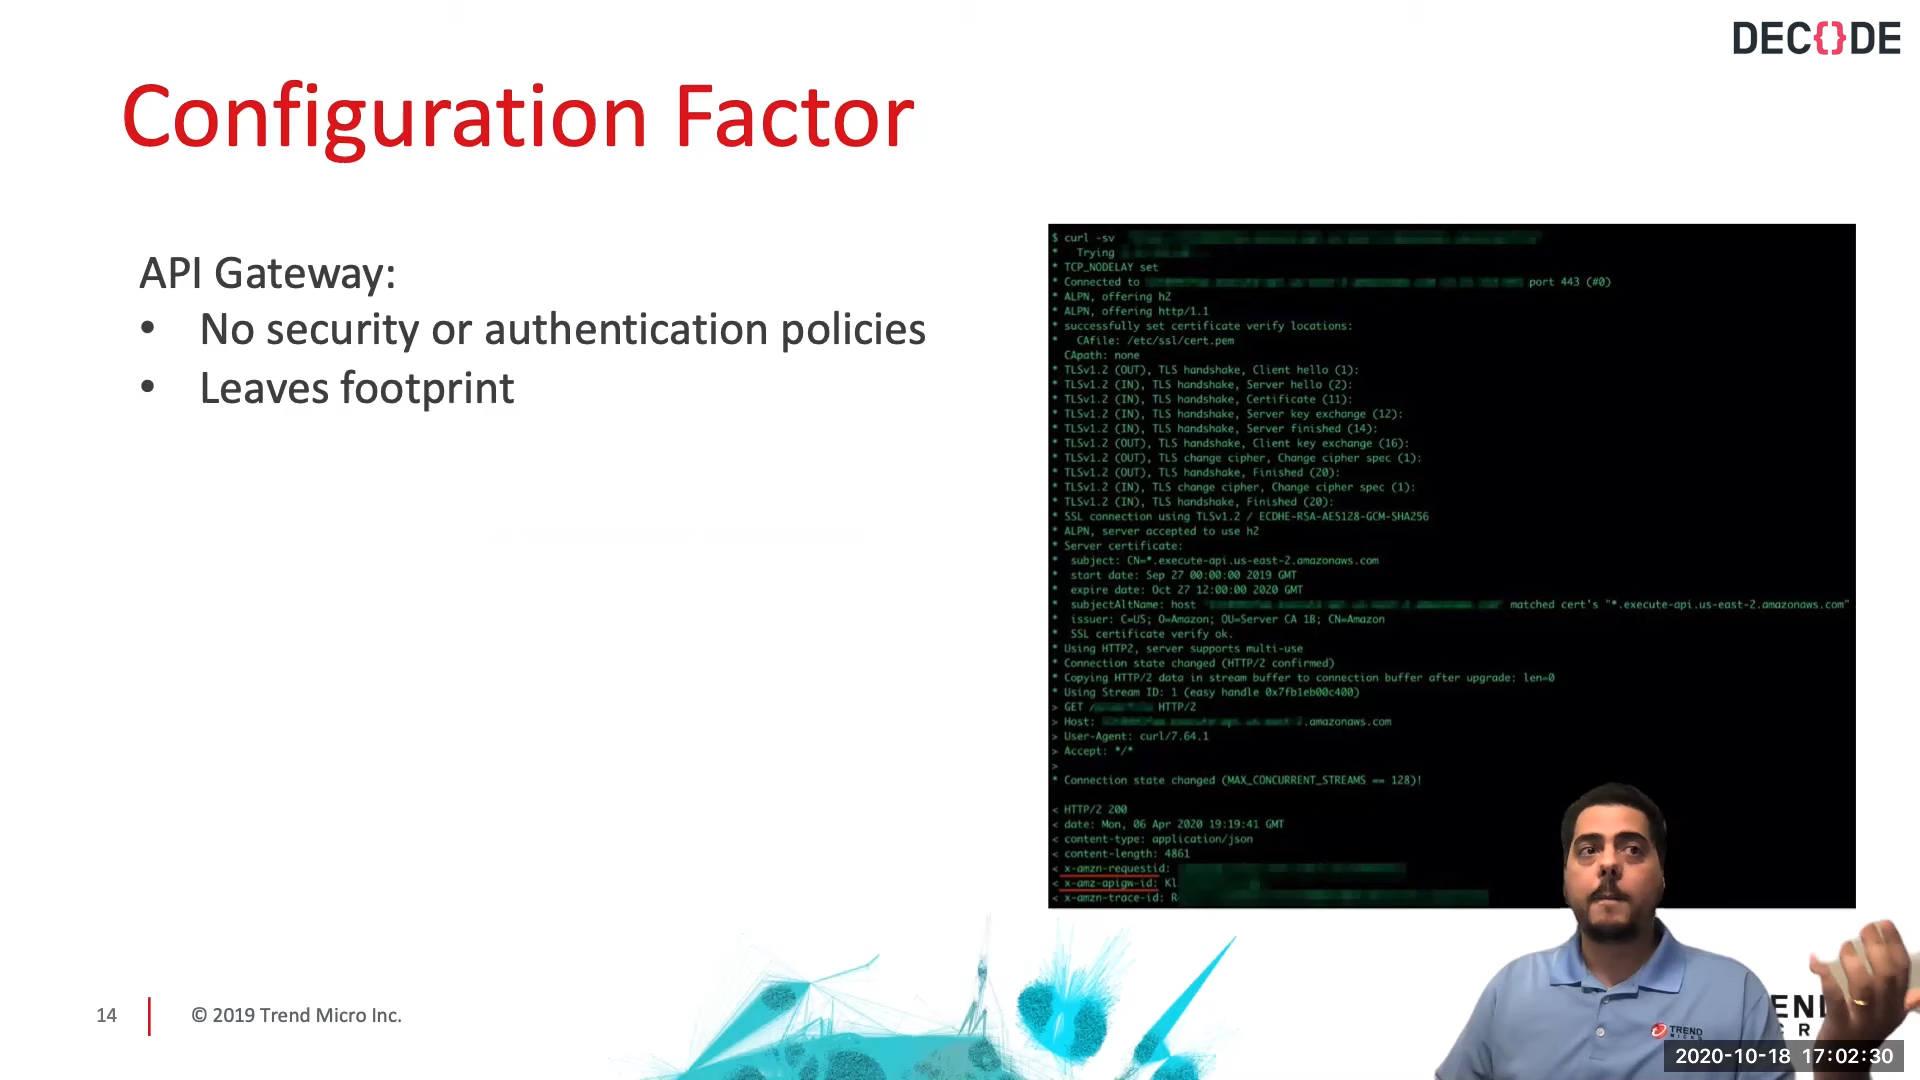 DEC{}DE
Configuration Factor
API Gateway:
• No security or authentication policies
• Leaves footprint
$ curl -sv
* Trying
* TCP_NODELAY set
* Connected to port 443 (#0)
* ALPN, offering h2
* ALPN, offering http/1.1
* successfully set certificate verify locations:
* CAfile: /etc/ssl/cert.pem
CApath: none
* TLSv1.2 (OUT), TLS handshake, Client hello (1):
* TLSv1.2 (IN), TLS handshake, Server hello (2):
* TLSv1.2 (IN), TLS handshake, Certificate (11):
* TLSv1.2 (IN), TLS handshake, Server key exchange (12):
* TLSv1.2 (IN), TLS handshake, Server finished (14):
* TLSv1.2 (OUT), TLS handshake, Client key exchange (16):
* TLSv1.2 (OUT), TLS change cipher, Change cipher spec (1):
* TLSv1.2 (OUT), TLS handshake, Finished (20):
* TLSv1.2 (IN), TLS change cipher, Change cipher spec (1):
* TLSv1.2 (IN), TLS handshake, Finished (20):
* SSL connection using TLSv1.2 / ECDHE-RSA-AES128-GCM-SHA256
* ALPN, server accepted to use h2
* Server certificate:
* subject: CN=*.execute-api.us-east-2.amazonaws.com
* start date: Sep 27 00:00:00 2019 GMT
* expire date: Oct 27 12:00:00 2020 GMT
* subjectAltName: host matched cert's "*.execute-api.us-east-2.amazonaws.com"
* issuer: C=US; O=Amazon; OU=Server CA 1B; CN=Amazon
* SSL certificate verify ok.
* Using HTTP2, server supports multi-use
* Connection state changed (HTTP/2 confirmed)
* Copying HTTP/2 data in stream buffer to connection buffer after upgrade: len=0
* Using Stream ID: 1 (easy handle 0x7fb1eb00c400)
> GET / HTTP/2
> Host: .amazonaws.com
> User-Agent: curl/7.64.1
> Accept: */*
>
* Connection state changed (MAX_CONCURRENT_STREAMS == 128)!
< HTTP/2 200
< date: Mon, 06 Apr 2020 19:19:41 GMT
< content-type: application/json
< content-length: 4861
< x-amzn-requestid:
< x-amz-apigw-id: Kl
< x-amzn-trace-id: R
14
© 2019 Trend Micro Inc.
TREND
MICRO
2020-10-18 17:02:30